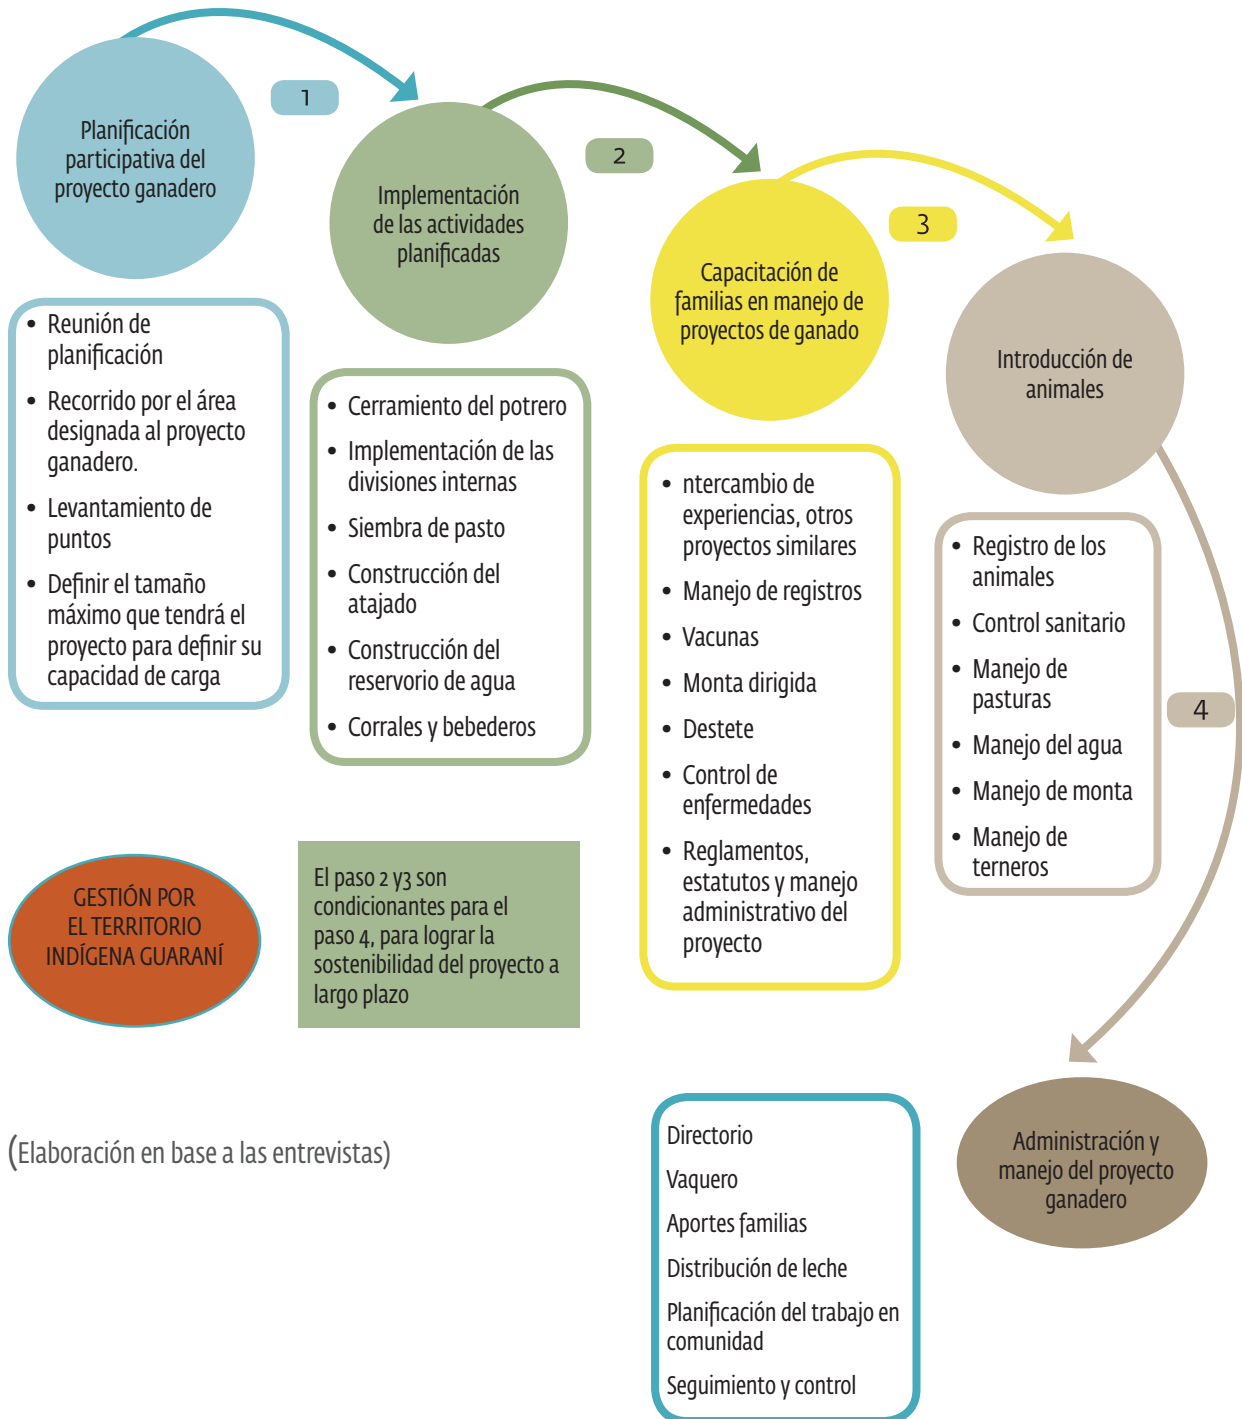 Planificación
participativa del
proyecto ganadero
1
Implementación
de las actividades
planificadas
2
Capacitación de
familias en manejo de
proyectos de ganado
3
Introducción de
animales
• Reunión de
planificación
• Recorrido por el área
designada al proyecto
ganadero.
• Levantamiento de
puntos
• Definir el tamaño
máximo que tendrá el
proyecto para definir su
capacidad de carga
• Cerramiento del potrero
• Implementación de las
divisiones internas
• Siembra de pasto
• Construcción del
atajado
• Construcción del
reservorio de agua
• Corrales y bebederos
• ntercambio de
experiencias, otros
proyectos similares
• Manejo de registros
• Vacunas
• Monta dirigida
• Destete
• Control de
enfermedades
• Reglamentos,
estatutos y manejo
administrativo del
proyecto
• Registro de los
animales
• Control sanitario
• Manejo de
pasturas
• Manejo del agua
• Manejo de monta
• Manejo de
terneros
4
GESTIÓN POR
EL TERRITORIO
INDÍGENA GUARANÍ
El paso 2 y3 son
condicionantes para el
paso 4, para lograr la
sostenibilidad del proyecto a
largo plazo
(Elaboración en base a las entrevistas)
Directorio
Vaquero
Aportes familias
Distribución de leche
Planificación del trabajo en
comunidad
Seguimiento y control
Administración y
manejo del proyecto
ganadero